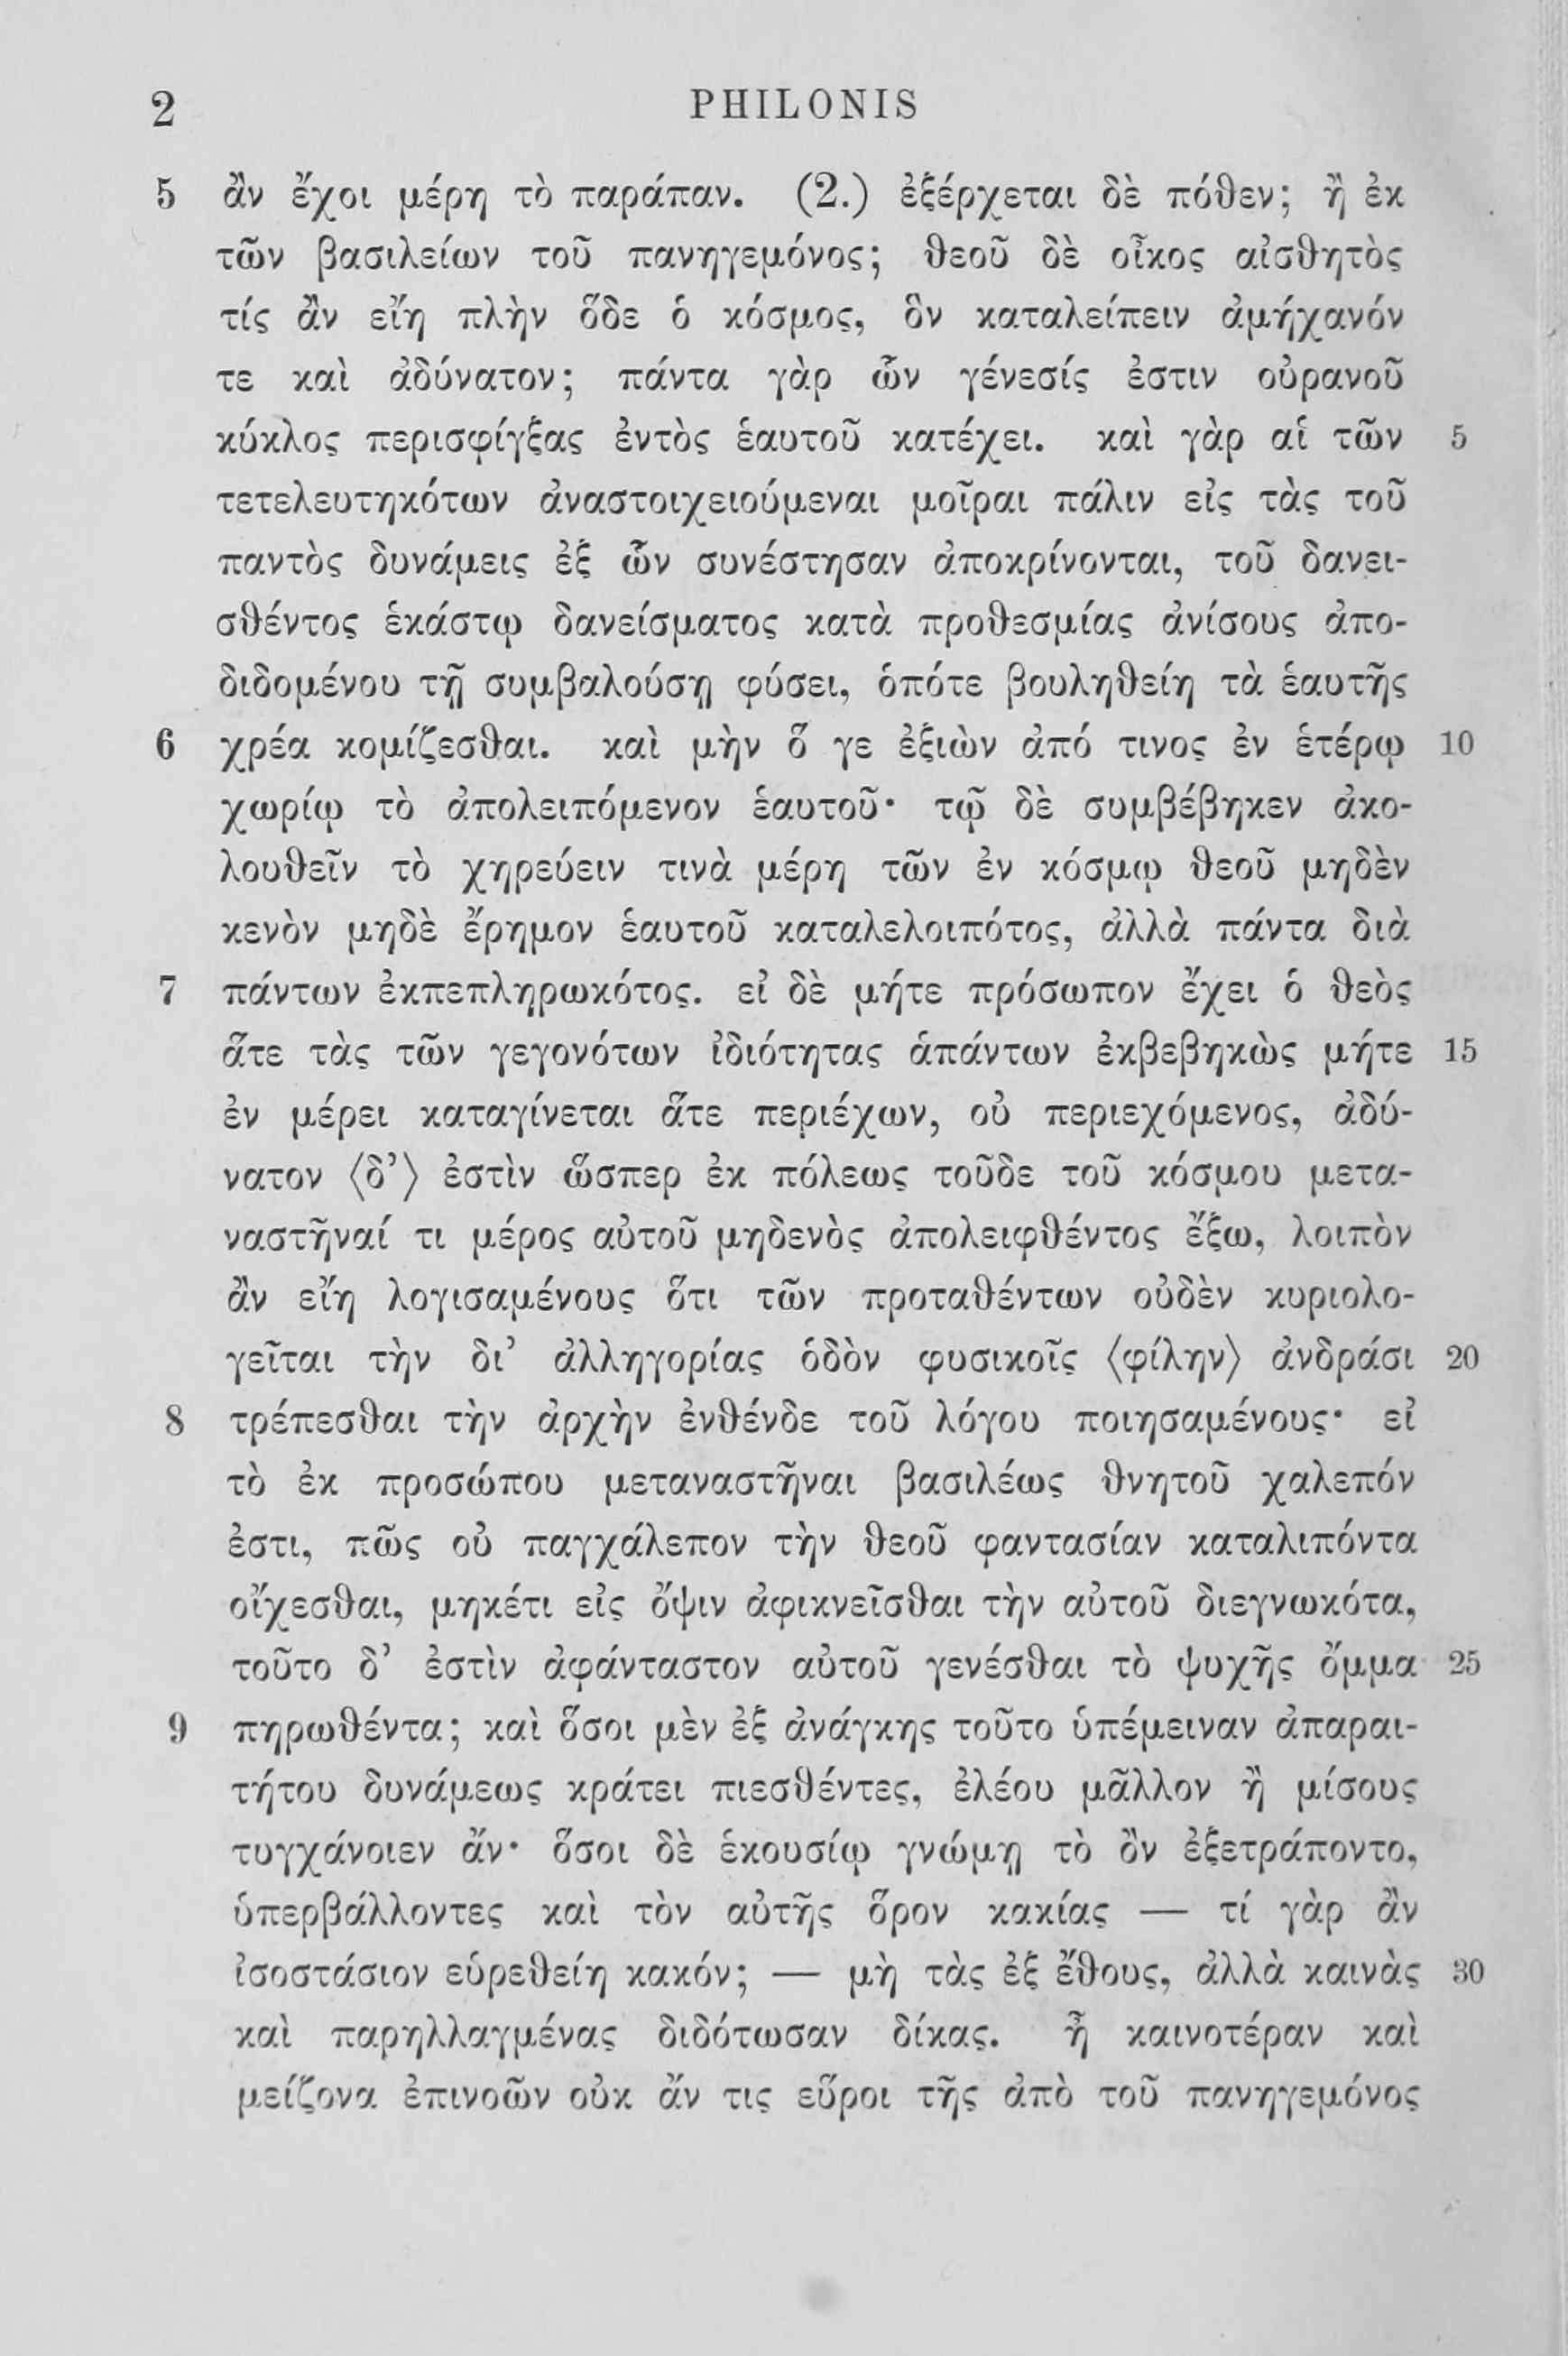 2 PHILONIS
5 ἂν ἔχοι μέρη τὸ παράπαν. (2.) ἐξέρχεται δὲ πόθεν; ἢ ἐκ
τῶν βασιλείων τοῦ πανηγεμόνος; θεοῦ δὲ οἶκος αἰσθητὸς
τίς ἂν εἴη πλὴν ὅδε ὁ κόσμος, ὃν καταλείπειν ἀμήχανόν
τε καὶ ἀδύνατον; πάντα γὰρ ὧν γένεσίς ἐστιν οὐρανοῦ
κύκλος περισφίγξας ἐντὸς ἑαυτοῦ κατέχει. καὶ γὰρ αἱ τῶν 5
τετελευτηκότων ἀναστοιχειούμεναι μοῖραι πάλιν εἰς τὰς τοῦ
παντὸς δυνάμεις ἐξ ὧν συνέστησαν ἀποκρίνονται, τοῦ δανει-
σθέντος ἑκάστῳ δανείσματος κατὰ προθεσμίας ἀνίσους ἀπο-
διδομένου τῇ συμβαλούσῃ φύσει, ὁπότε βουληθείη τὰ ἑαυτῆς
6 χρέα κομίζεσθαι. καὶ μὴν ὅ γε ἐξιὼν ἀπό τινος ἐν ἑτέρῳ 10
χωρίῳ τὸ ἀπολειπόμενον ἑαυτοῦ· τῷ δὲ συμβέβηκεν ἀκο-
λουθεῖν τὸ χηρεύειν τινὰ μέρη τῶν ἐν κόσμῳ θεοῦ μηδὲν
κενὸν μηδὲ ἔρημον ἑαυτοῦ καταλελοιπότος, ἀλλὰ πάντα διὰ
7 πάντων ἐκπεπληρωκότος. εἰ δὲ μήτε πρόσωπον ἔχει ὁ θεὸς
ἅτε τὰς τῶν γεγονότων ἰδιότητας ἁπάντων ἐκβεβηκὼς μήτε 15
ἐν μέρει καταγίνεται ἅτε περιέχων, οὐ περιεχόμενος, ἀδύ-
νατον ⟨δ’⟩ ἐστὶν ὥσπερ ἐκ πόλεως τοῦδε τοῦ κόσμου μετα-
ναστῆναί τι μέρος αὐτοῦ μηδενὸς ἀπολειφθέντος ἔξω, λοιπὸν
ἂν εἴη λογισαμένους ὅτι τῶν προταθέντων οὐδὲν κυριολο-
γεῖται τὴν δι’ ἀλληγορίας ὁδὸν φυσικοῖς ⟨φίλην⟩ ἀνδράσι 20
8 τρέπεσθαι τὴν ἀρχὴν ἐνθένδε τοῦ λόγου ποιησαμένους· εἰ
τὸ ἐκ προσώπου μεταναστῆναι βασιλέως θνητοῦ χαλεπόν
ἐστι, πῶς οὐ παγχάλεπον τὴν θεοῦ φαντασίαν καταλιπόντα
οἴχεσθαι, μηκέτι εἰς ὄψιν ἀφικνεῖσθαι τὴν αὐτοῦ διεγνωκότα,
τοῦτο δ’ ἐστὶν ἀφάνταστον αὐτοῦ γενέσθαι τὸ ψυχῆς ὄμμα 25
9 πηρωθέντα; καὶ ὅσοι μὲν ἐξ ἀνάγκης τοῦτο ὑπέμειναν ἀπαραι-
τήτου δυνάμεως κράτει πιεσθέντες, ἐλέου μᾶλλον ἢ μίσους
τυγχάνοιεν ἄν· ὅσοι δὲ ἑκουσίῳ γνώμῃ τὸ ὂν ἐξετράποντο,
ὑπερβάλλοντες καὶ τὸν αὐτῆς ὅρον κακίας — τί γὰρ ἂν
ἰσοστάσιον εὑρεθείη κακόν; — μὴ τὰς ἐξ ἔθους, ἀλλὰ καινὰς 30
καὶ παρηλλαγμένας διδότωσαν δίκας. ἦ καινοτέραν καὶ
μείζονα ἐπινοῶν οὐκ ἄν τις εὕροι τῆς ἀπὸ τοῦ πανηγεμόνος